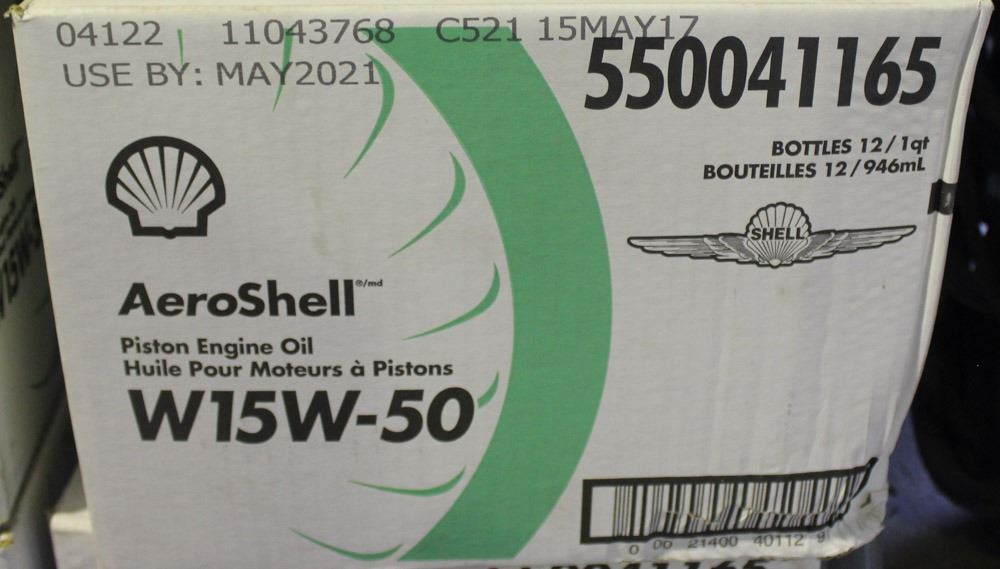 04122 11043768 C521 15MAY17
USE BY: MAY2021
550041165
BOTTLES 12/1qt
BOUTEILLES 12/946mL
SHELL
AeroShell®/md
Piston Engine Oil
Huile Pour Moteurs à Pistons
W15W-50
0 00 21400 40112 9